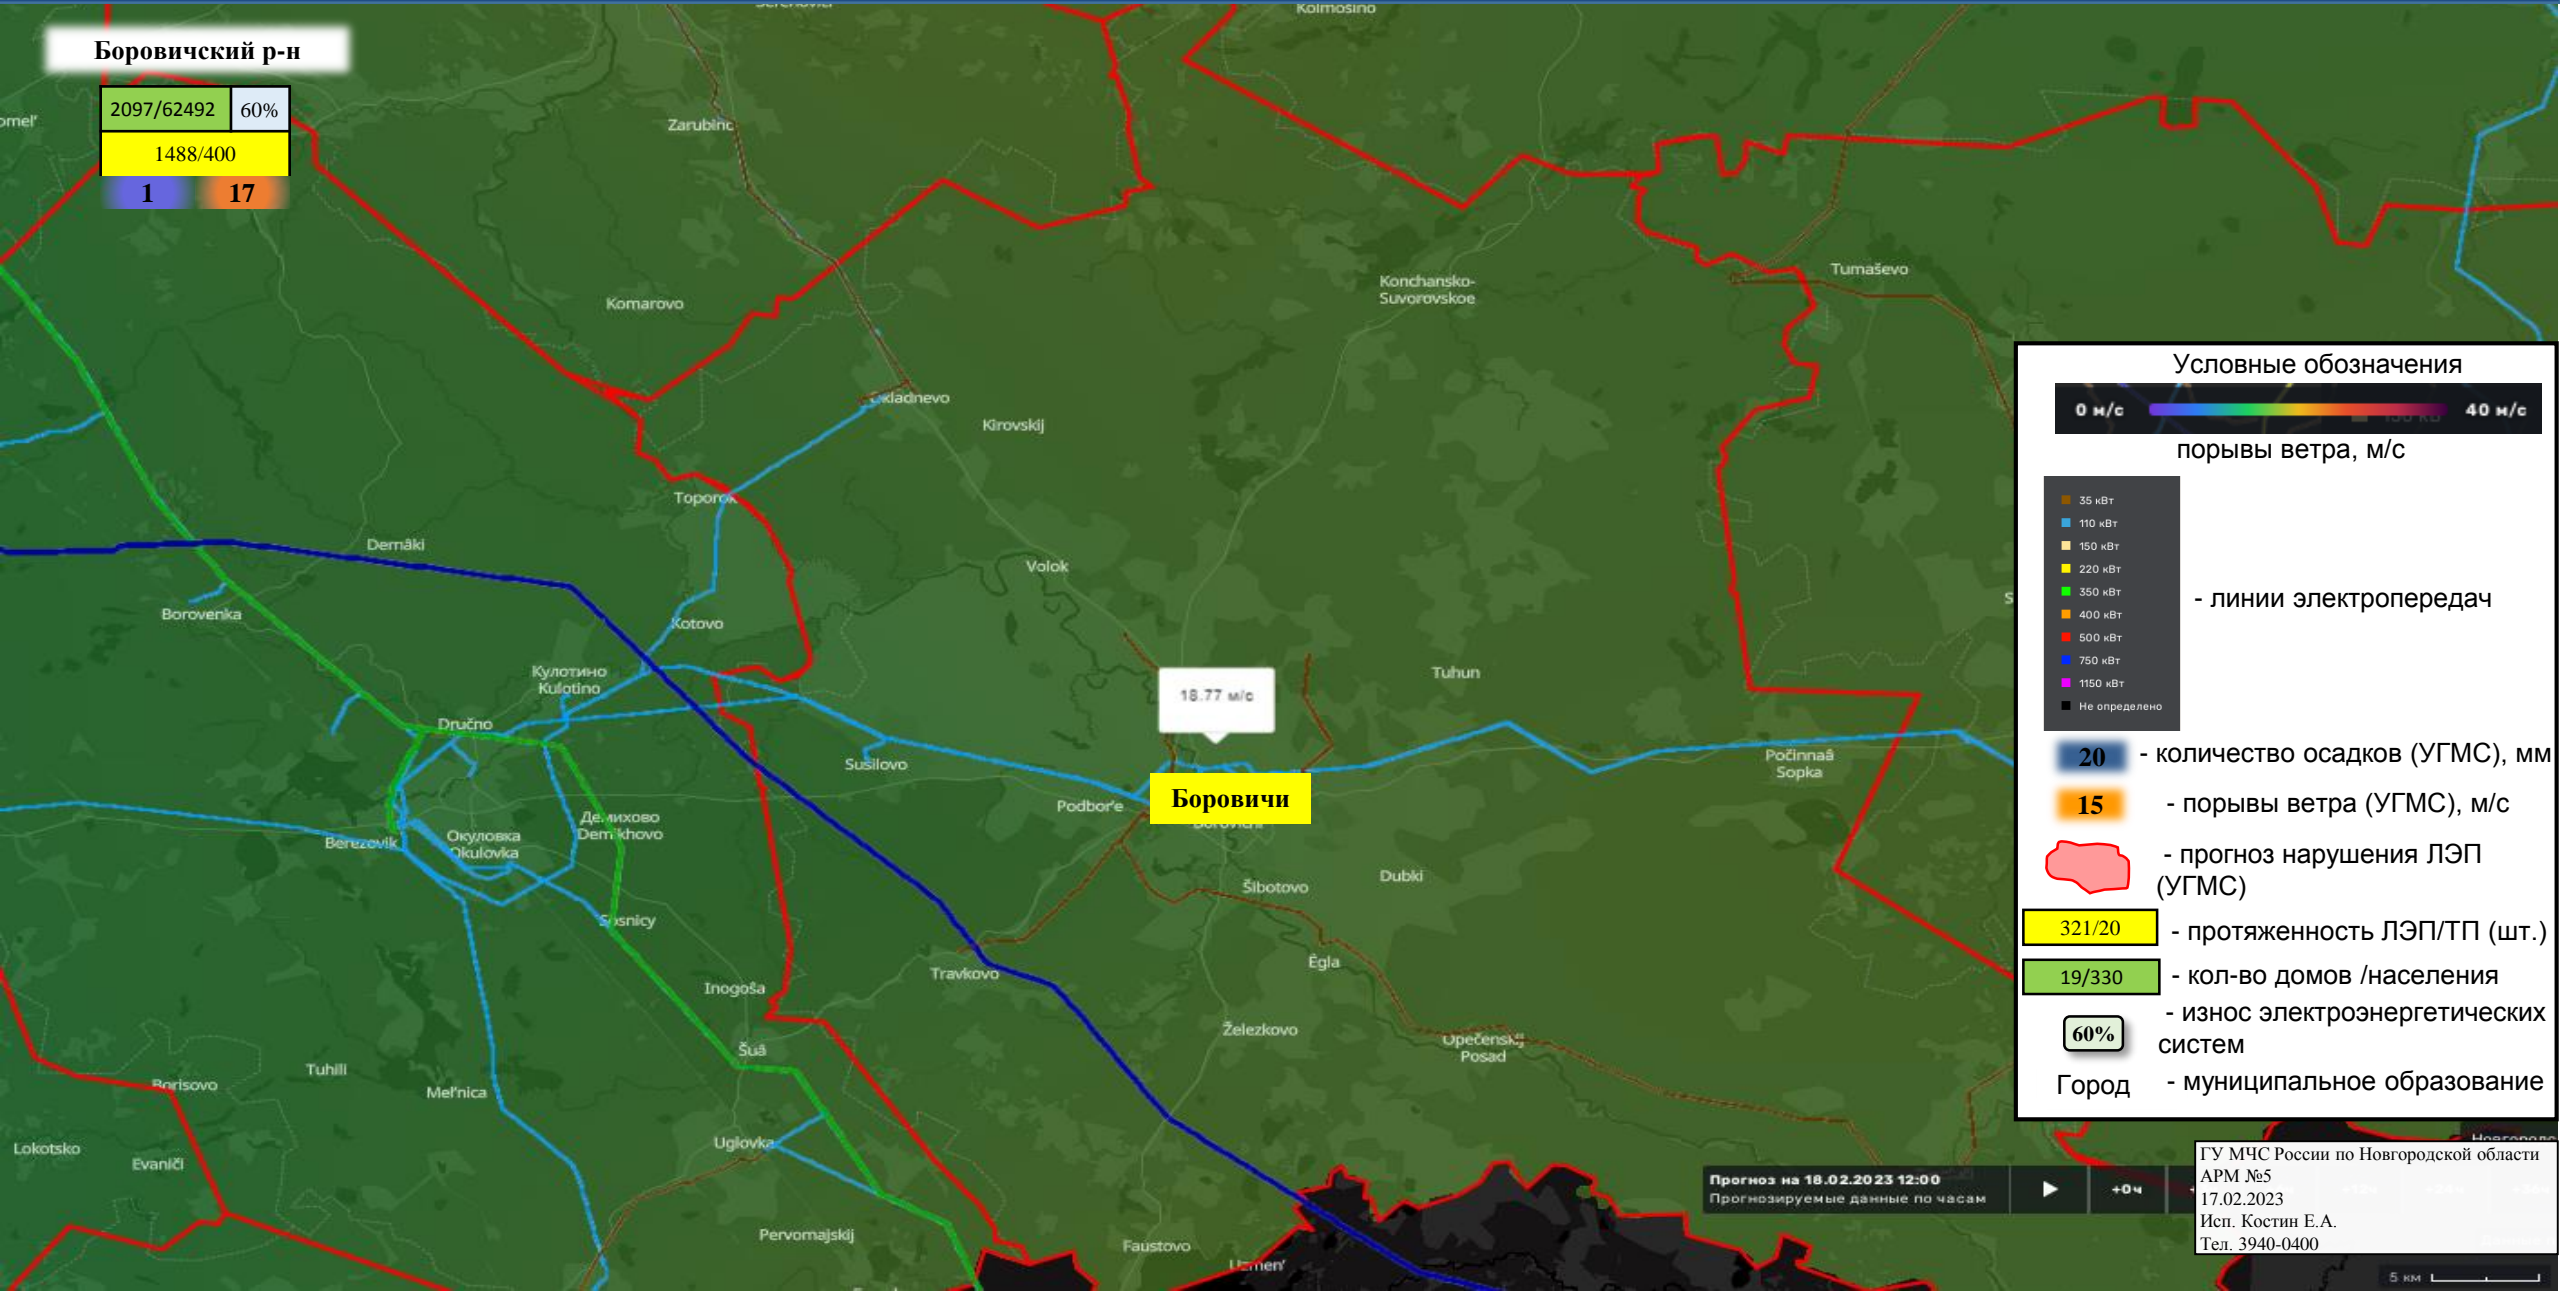 Kolmosino
Боровичский р-н
2097/62492 60%
1488/400
1 17
Zarubino
Komarovo
Konchansko-
Suvorovskoe
Tumaševo
Kirovskij
Toporok
Dernâki
Volok
Borovenka
Kotovo
Кулотино
Kulotino
Tuhun
18.77 м/с
Dručno
Susilovo
Počinnaâ
Sopka
Podbor'e
Боровичи
Демихово
Demikhovo
Окуловка
Okulovka
Berezovik
Šibotovo
Dubki
Sosnicy
Ëgla
Travkovo
Inogoša
Železkovo
Opečenskij
Posad
Šuâ
Tuhili
Borisovo
Mel'nica
Uglovka
Lokotsko
Evaniči
Pervomajskij
Faustovo
Uzmen'
Условные обозначения
0 м/с 40 м/с
порывы ветра, м/с
35 кВт
110 кВт
150 кВт
220 кВт
350 кВт
400 кВт
500 кВт
750 кВт
1150 кВт
Не определено
- линии электропередач
20 - количество осадков (УГМС), мм
15 - порывы ветра (УГМС), м/с
- прогноз нарушения ЛЭП
(УГМС)
321/20 - протяженность ЛЭП/ТП (шт.)
19/330 - кол-во домов /населения
60% - износ электроэнергетических
систем
Город - муниципальное образование
Прогноз на 18.02.2023 12:00
Прогнозируемые данные по часам
+0ч
ГУ МЧС России по Новгородской области
АРМ №5
17.02.2023
Исп. Костин Е.А.
Тел. 3940-0400
5 км